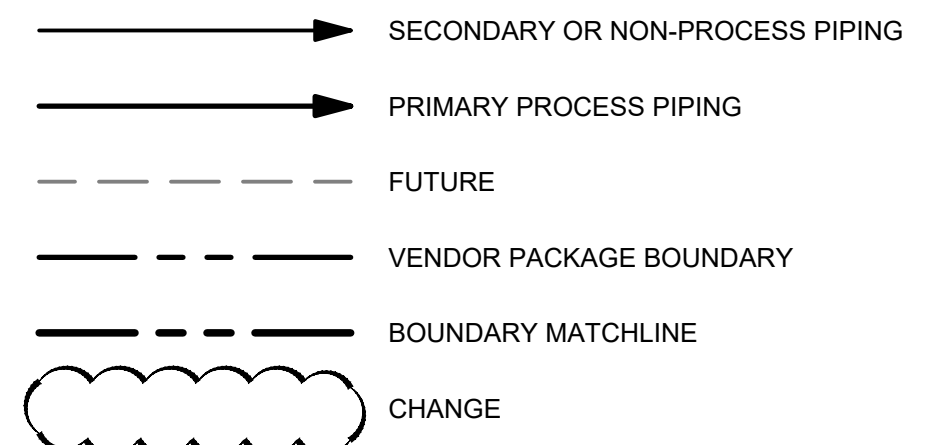 SECONDARY OR NON-PROCESS PIPING
PRIMARY PROCESS PIPING
FUTURE
VENDOR PACKAGE BOUNDARY
BOUNDARY MATCHLINE
CHANGE